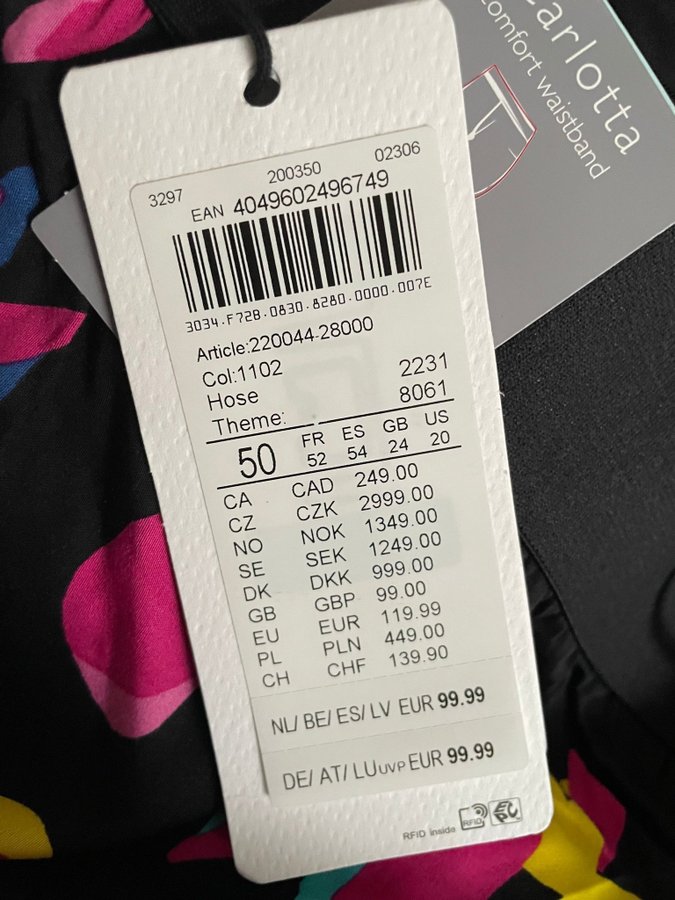 arlotta
comfort waistband
3297 200350 02306
EAN 4049602496749
3034-F72B-0830-8280-0000-007E
Article:220044-28000
Col:1102
Hose 2231
Theme: 8061
50 FR ES GB US
52 54 24 20
CA CAD 249.00
CZ CZK 2999.00
NO NOK 1349.00
SE SEK 1249.00
DK DKK 999.00
GB GBP 99.00
EU EUR 119.99
PL PLN 449.00
CH CHF 139.90
NL/ BE/ ES/ LV EUR 99.99
DE/ AT/ LU UVP EUR 99.99
RFID inside RFID EPC